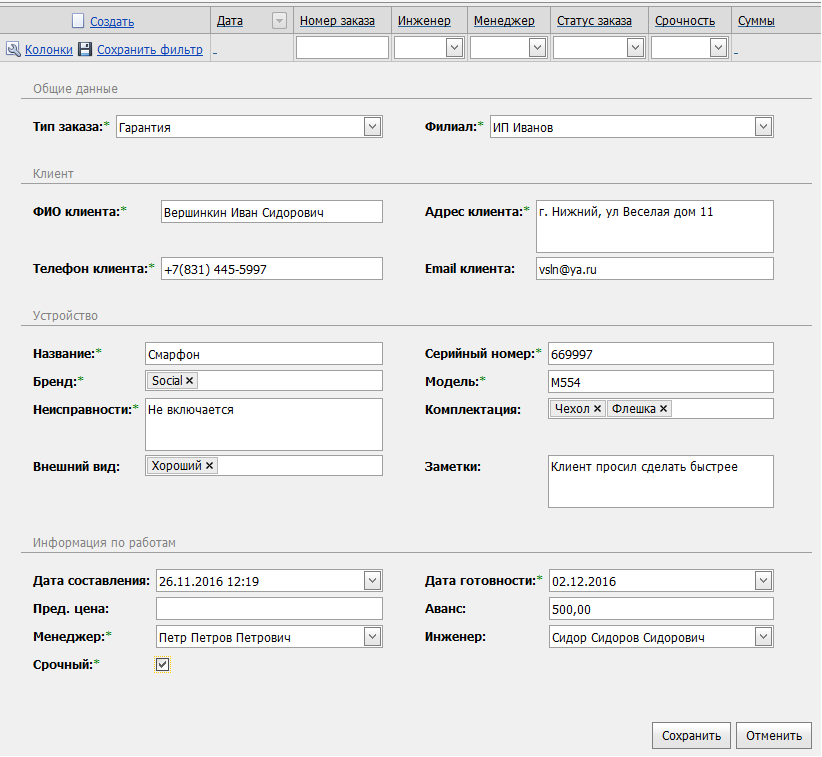 Создать Дата Номер заказа Инженер Менеджер Статус заказа Срочность Суммы
Колонки Сохранить фильтр
Общие данные
Тип заказа:* Гарантия Филиал:* ИП Иванов
Клиент
ФИО клиента:* Вершинкин Иван Сидорович Адрес клиента:* г. Нижний, ул Веселая дом 11
Телефон клиента:* +7(831) 445-5997 Email клиента: vsln@ya.ru
Устройство
Название:* Смарфон Серийный номер:* 669997
Бренд:* Social × Модель:* M554
Неисправности:* Не включается Комплектация: Чехол × Флешка ×
Внешний вид: Хороший × Заметки: Клиент просил сделать быстрее
Информация по работам
Дата составления: 26.11.2016 12:19 Дата готовности:* 02.12.2016
Пред. цена: Аванс: 500,00
Менеджер:* Петр Петров Петрович Инженер: Сидор Сидоров Сидорович
Срочный:*
Сохранить Отменить